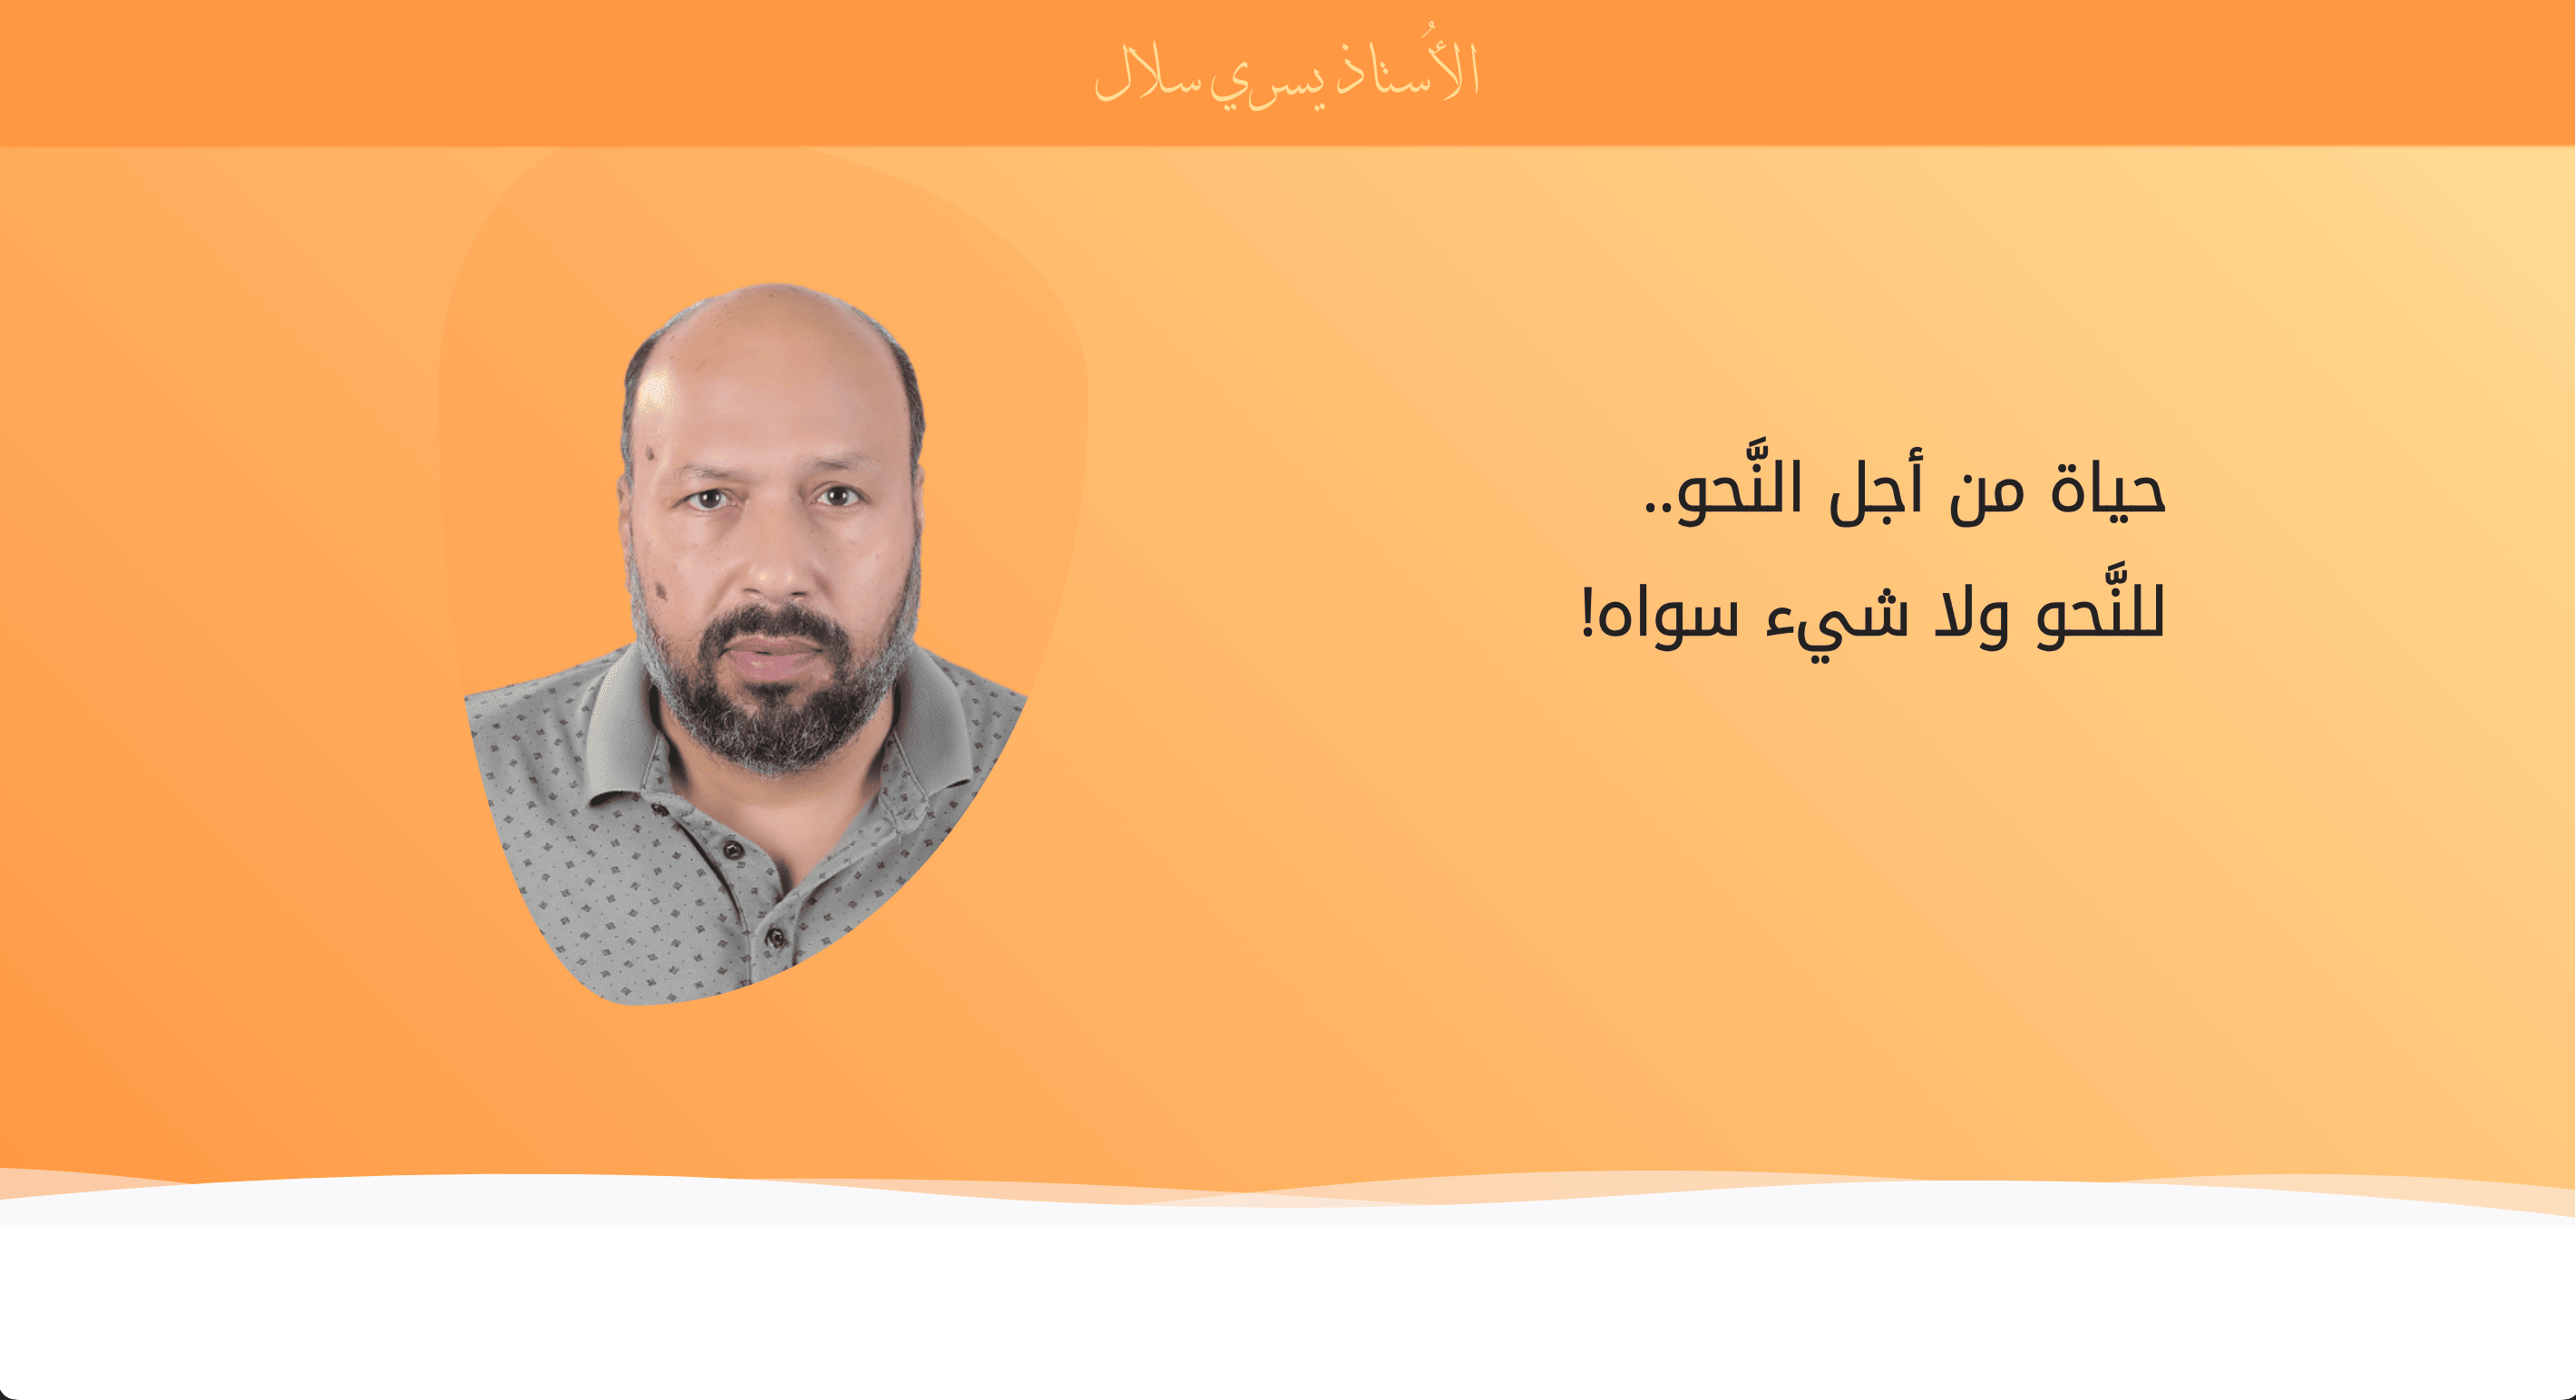 الأُستاذ يسري سلال
حياة من أجل النَّحو..
للنَّحو ولا شيء سواه!